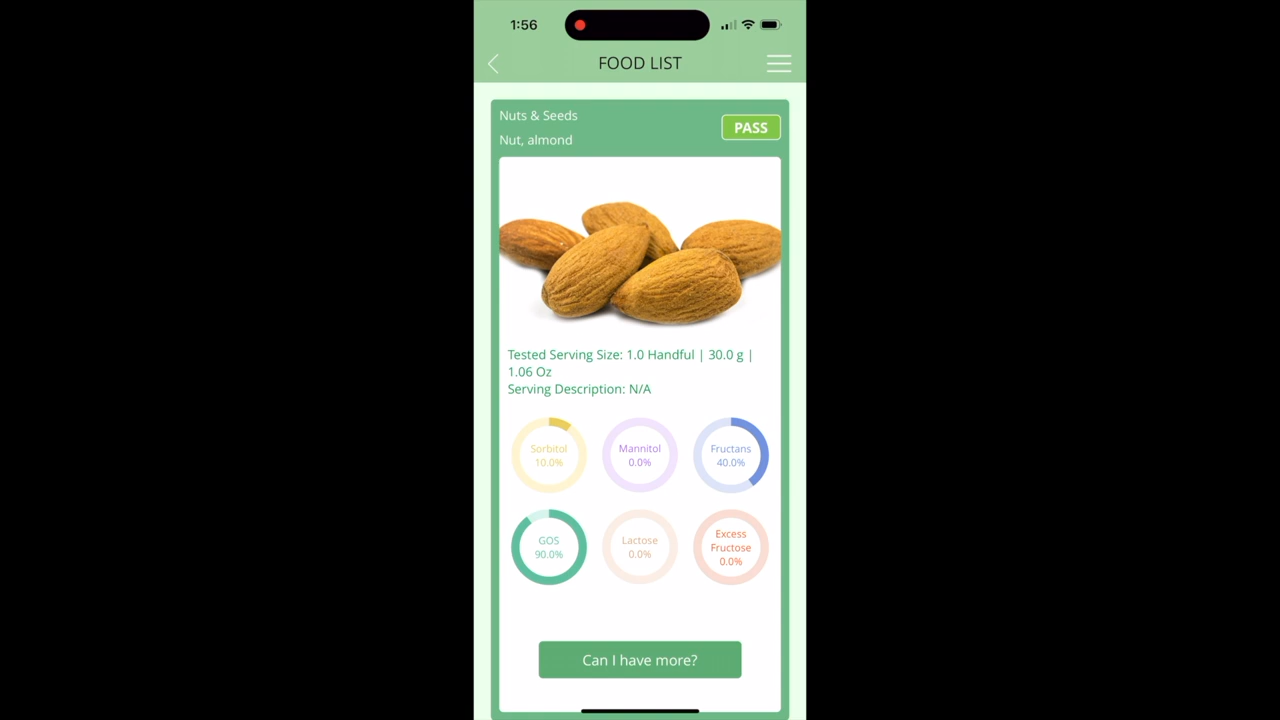 1:56
FOOD LIST
Nuts & Seeds
Nut, almond
PASS
Tested Serving Size: 1.0 Handful | 30.0 g |
1.06 Oz
Serving Description: N/A
Sorbitol
10.0%
Mannitol
0.0%
Fructans
40.0%
GOS
90.0%
Lactose
0.0%
Excess
Fructose
0.0%
Can I have more?